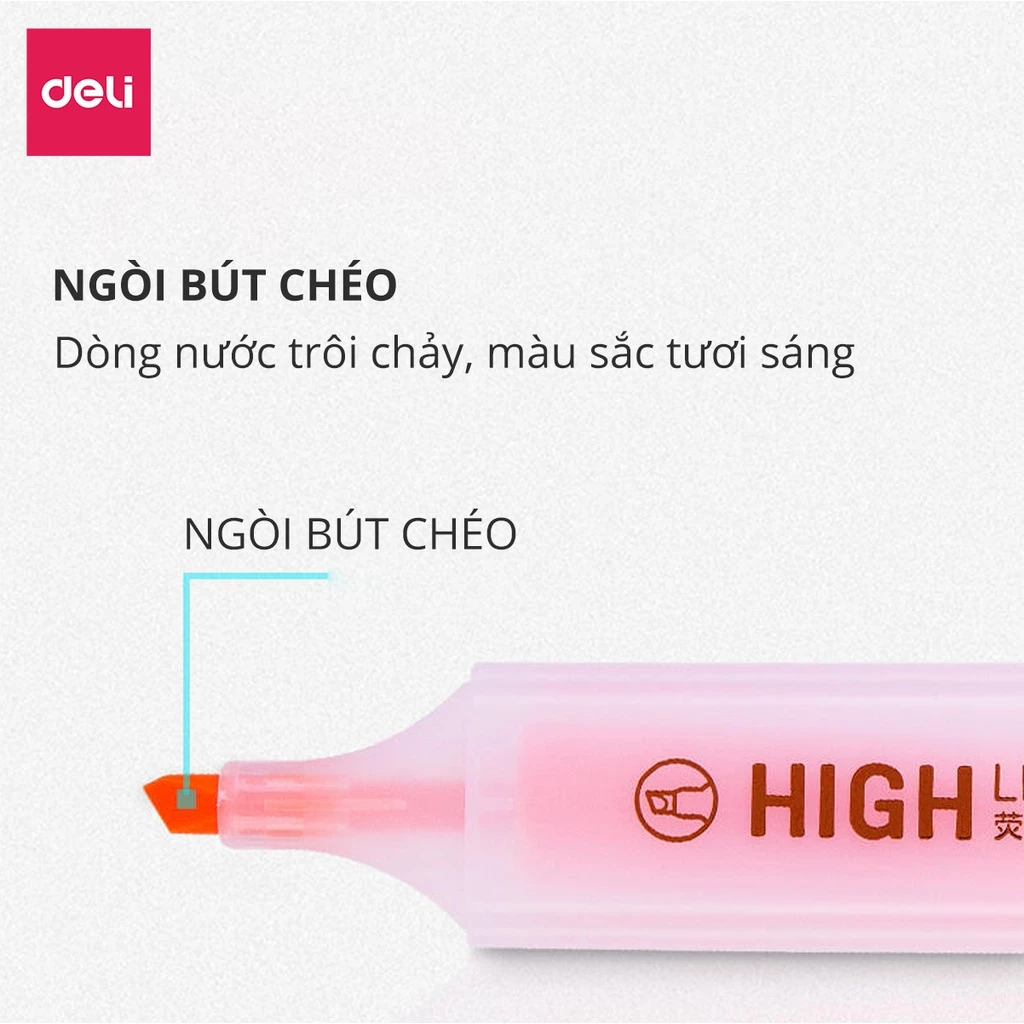 deli
NGÒI BÚT CHÉO
Dòng nước trôi chảy, màu sắc tươi sáng
NGÒI BÚT CHÉO
HIGH